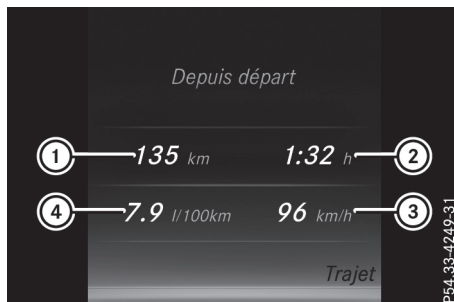 Depuis départ
1 135 km 1:32 h 2
4 7.9 l/100km 96 km/h 3
Trajet
P54.33-4249-31